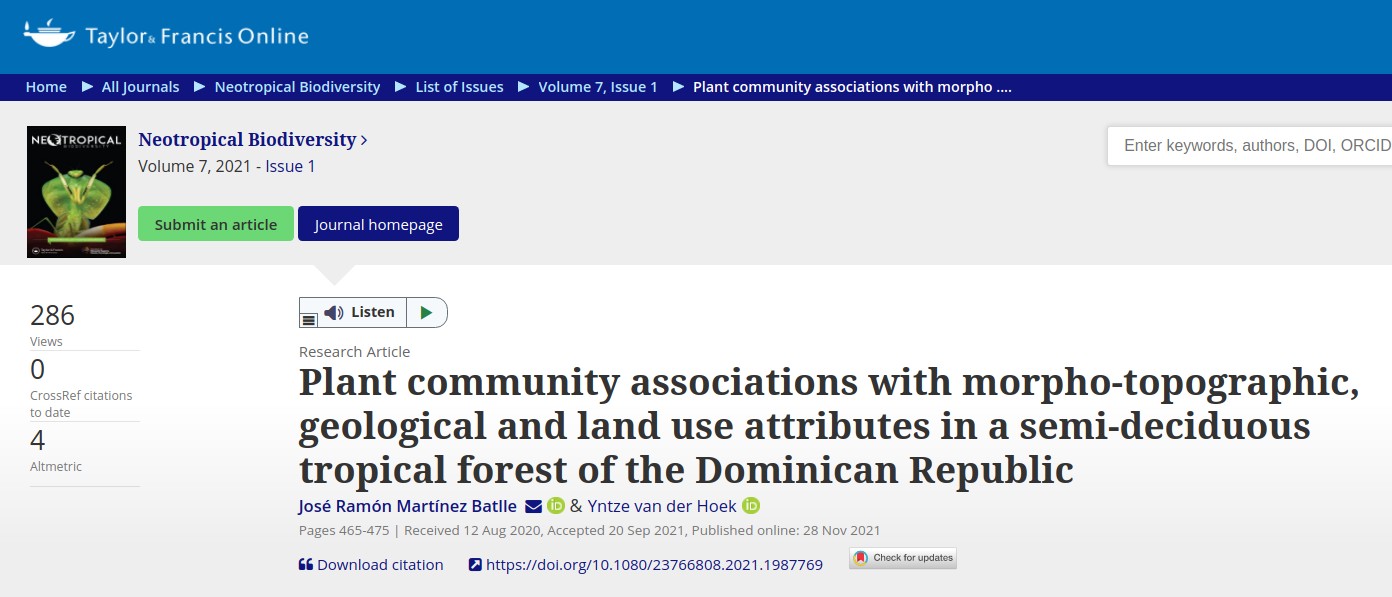 Taylor & Francis Online
Home ▶ All Journals ▶ Neotropical Biodiversity ▶ List of Issues ▶ Volume 7, Issue 1 ▶ Plant community associations with morpho ....
NEOTROPICAL
BIODIVERSITY
Neotropical Biodiversity >
Volume 7, 2021 - Issue 1
Enter keywords, authors, DOI, ORCID
Submit an article
Journal homepage
286
Views
0
CrossRef citations
to date
4
Altmetric
Listen
Research Article
Plant community associations with morpho-topographic,
geological and land use attributes in a semi-deciduous
tropical forest of the Dominican Republic
José Ramón Martínez Batlle iD & Yntze van der Hoek iD
Pages 465-475 | Received 12 Aug 2020, Accepted 20 Sep 2021, Published online: 28 Nov 2021
Download citation
https://doi.org/10.1080/23766808.2021.1987769
Check for updates